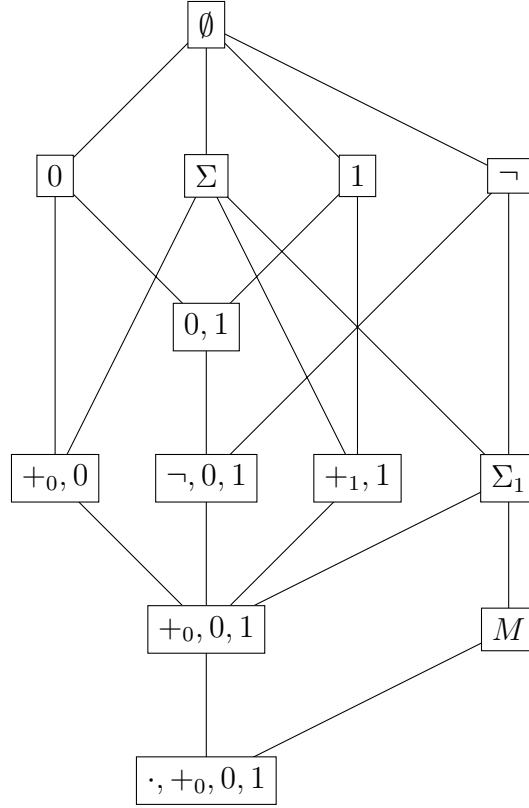 ∅
0 Σ 1 ¬
0, 1
+₀, 0 ¬, 0, 1 +₁, 1 Σ₁
+₀, 0, 1 M
·, +₀, 0, 1